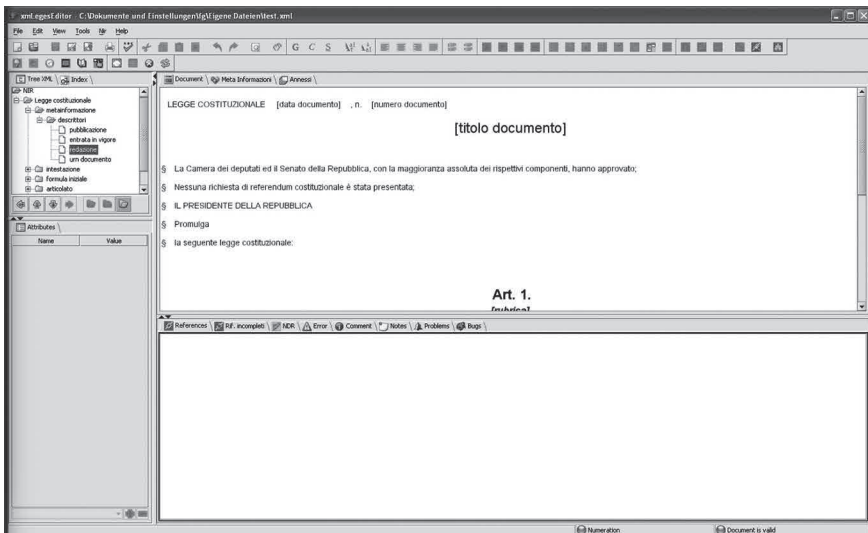 xmLegesEditor - C:\Dokumente und Einstellungen\fg\Eigene Dateien\test.xml
File Edit View Tools Nir Help
G C S
Tree XML Index
NIR
Legge costituzionale
metainformazione
descrittori
pubblicazione
entrata in vigore
redazione
urn documento
intestazione
formula iniziale
articolato
Attributes
Name Value
Document Meta Informazioni Annessi
LEGGE COSTITUZIONALE [data documento] , n. [numero documento]
[titolo documento]
§ La Camera dei deputati ed il Senato della Repubblica, con la maggioranza assoluta dei rispettivi componenti, hanno approvato;
§ Nessuna richiesta di referendum costituzionale è stata presentata;
§ IL PRESIDENTE DELLA REPUBBLICA
§ Promulga
§ la seguente legge costituzionale:
Art. 1.
[rubrica]
References Rif. incompleti NDR Error Comment Notes Problems Bugs
Numeration Document is valid